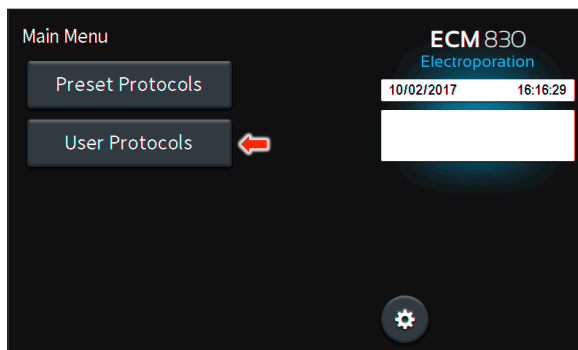 Main Menu
Preset Protocols
User Protocols
ECM 830
Electroporation
10/02/2017 16:16:29